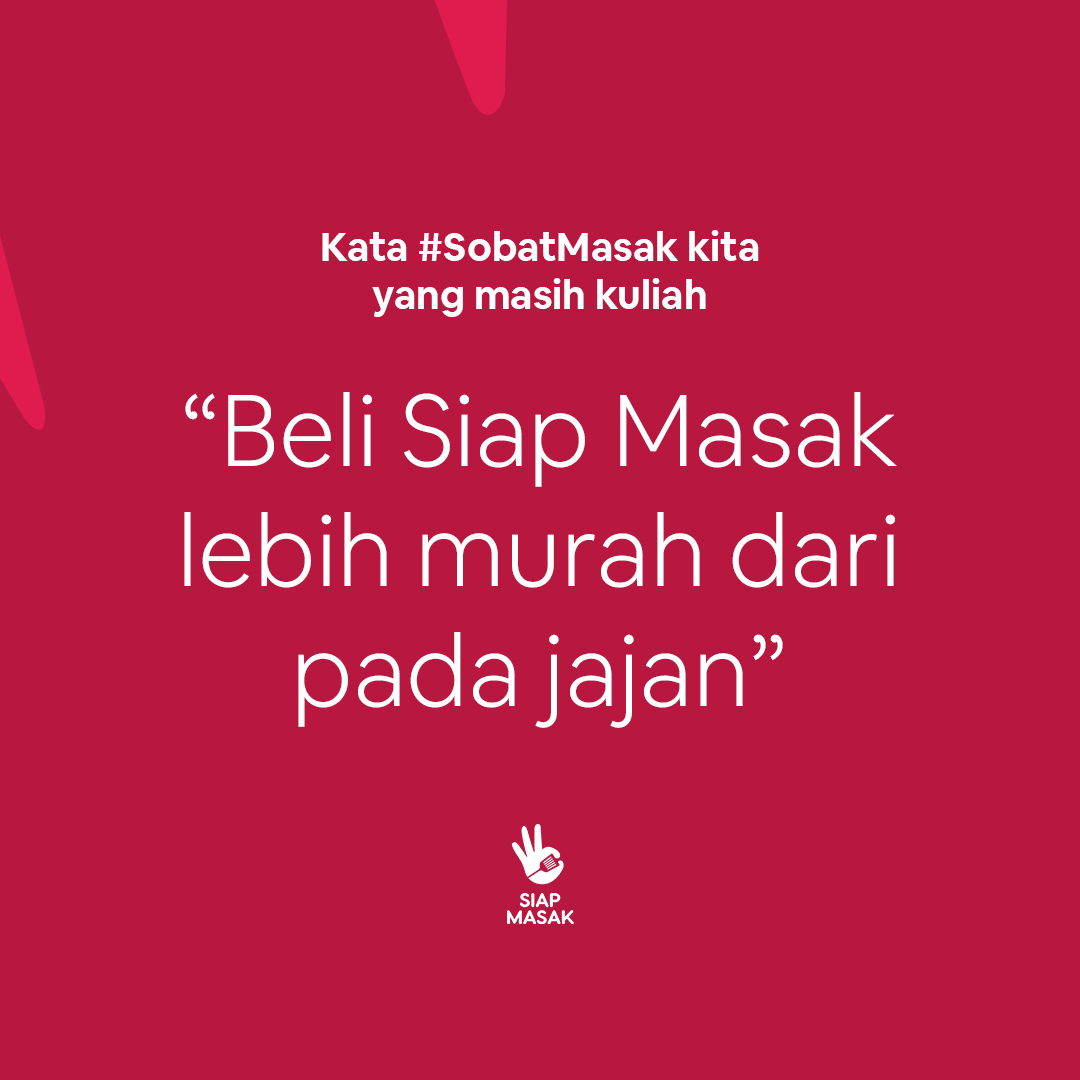 Kata #SobatMasak kita
yang masih kuliah
“Beli Siap Masak
lebih murah dari
pada jajan”
SIAP
MASAK